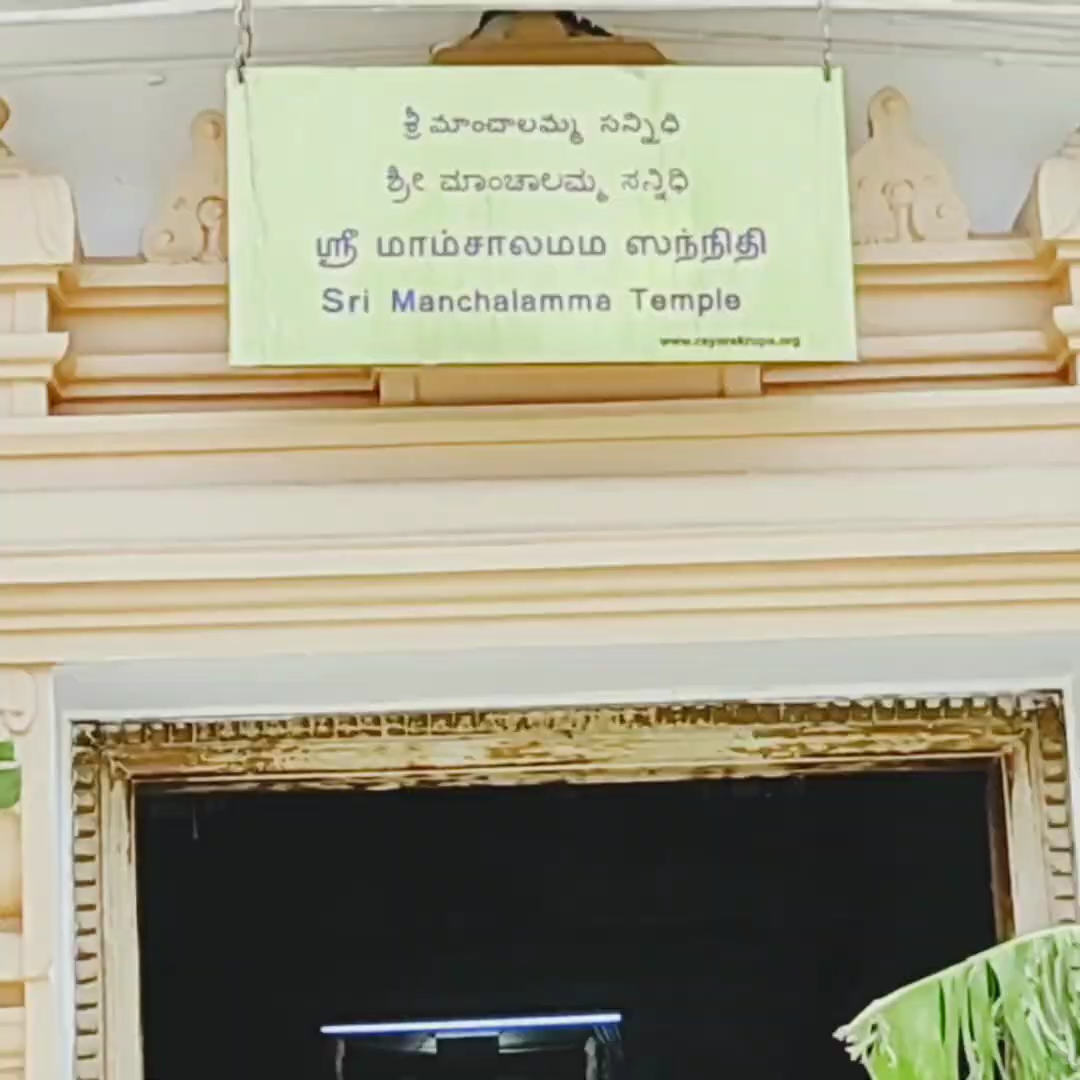 శ్రీ మాంచాలమ్మ సన్నిధి
ಶ್ರೀ ಮಾಂಚಾಲಮ್ಮ ಸನ್ನಿಧಿ
ஸ்ரீ மாம்சாலமம ஸந்நிதி
Sri Manchalamma Temple